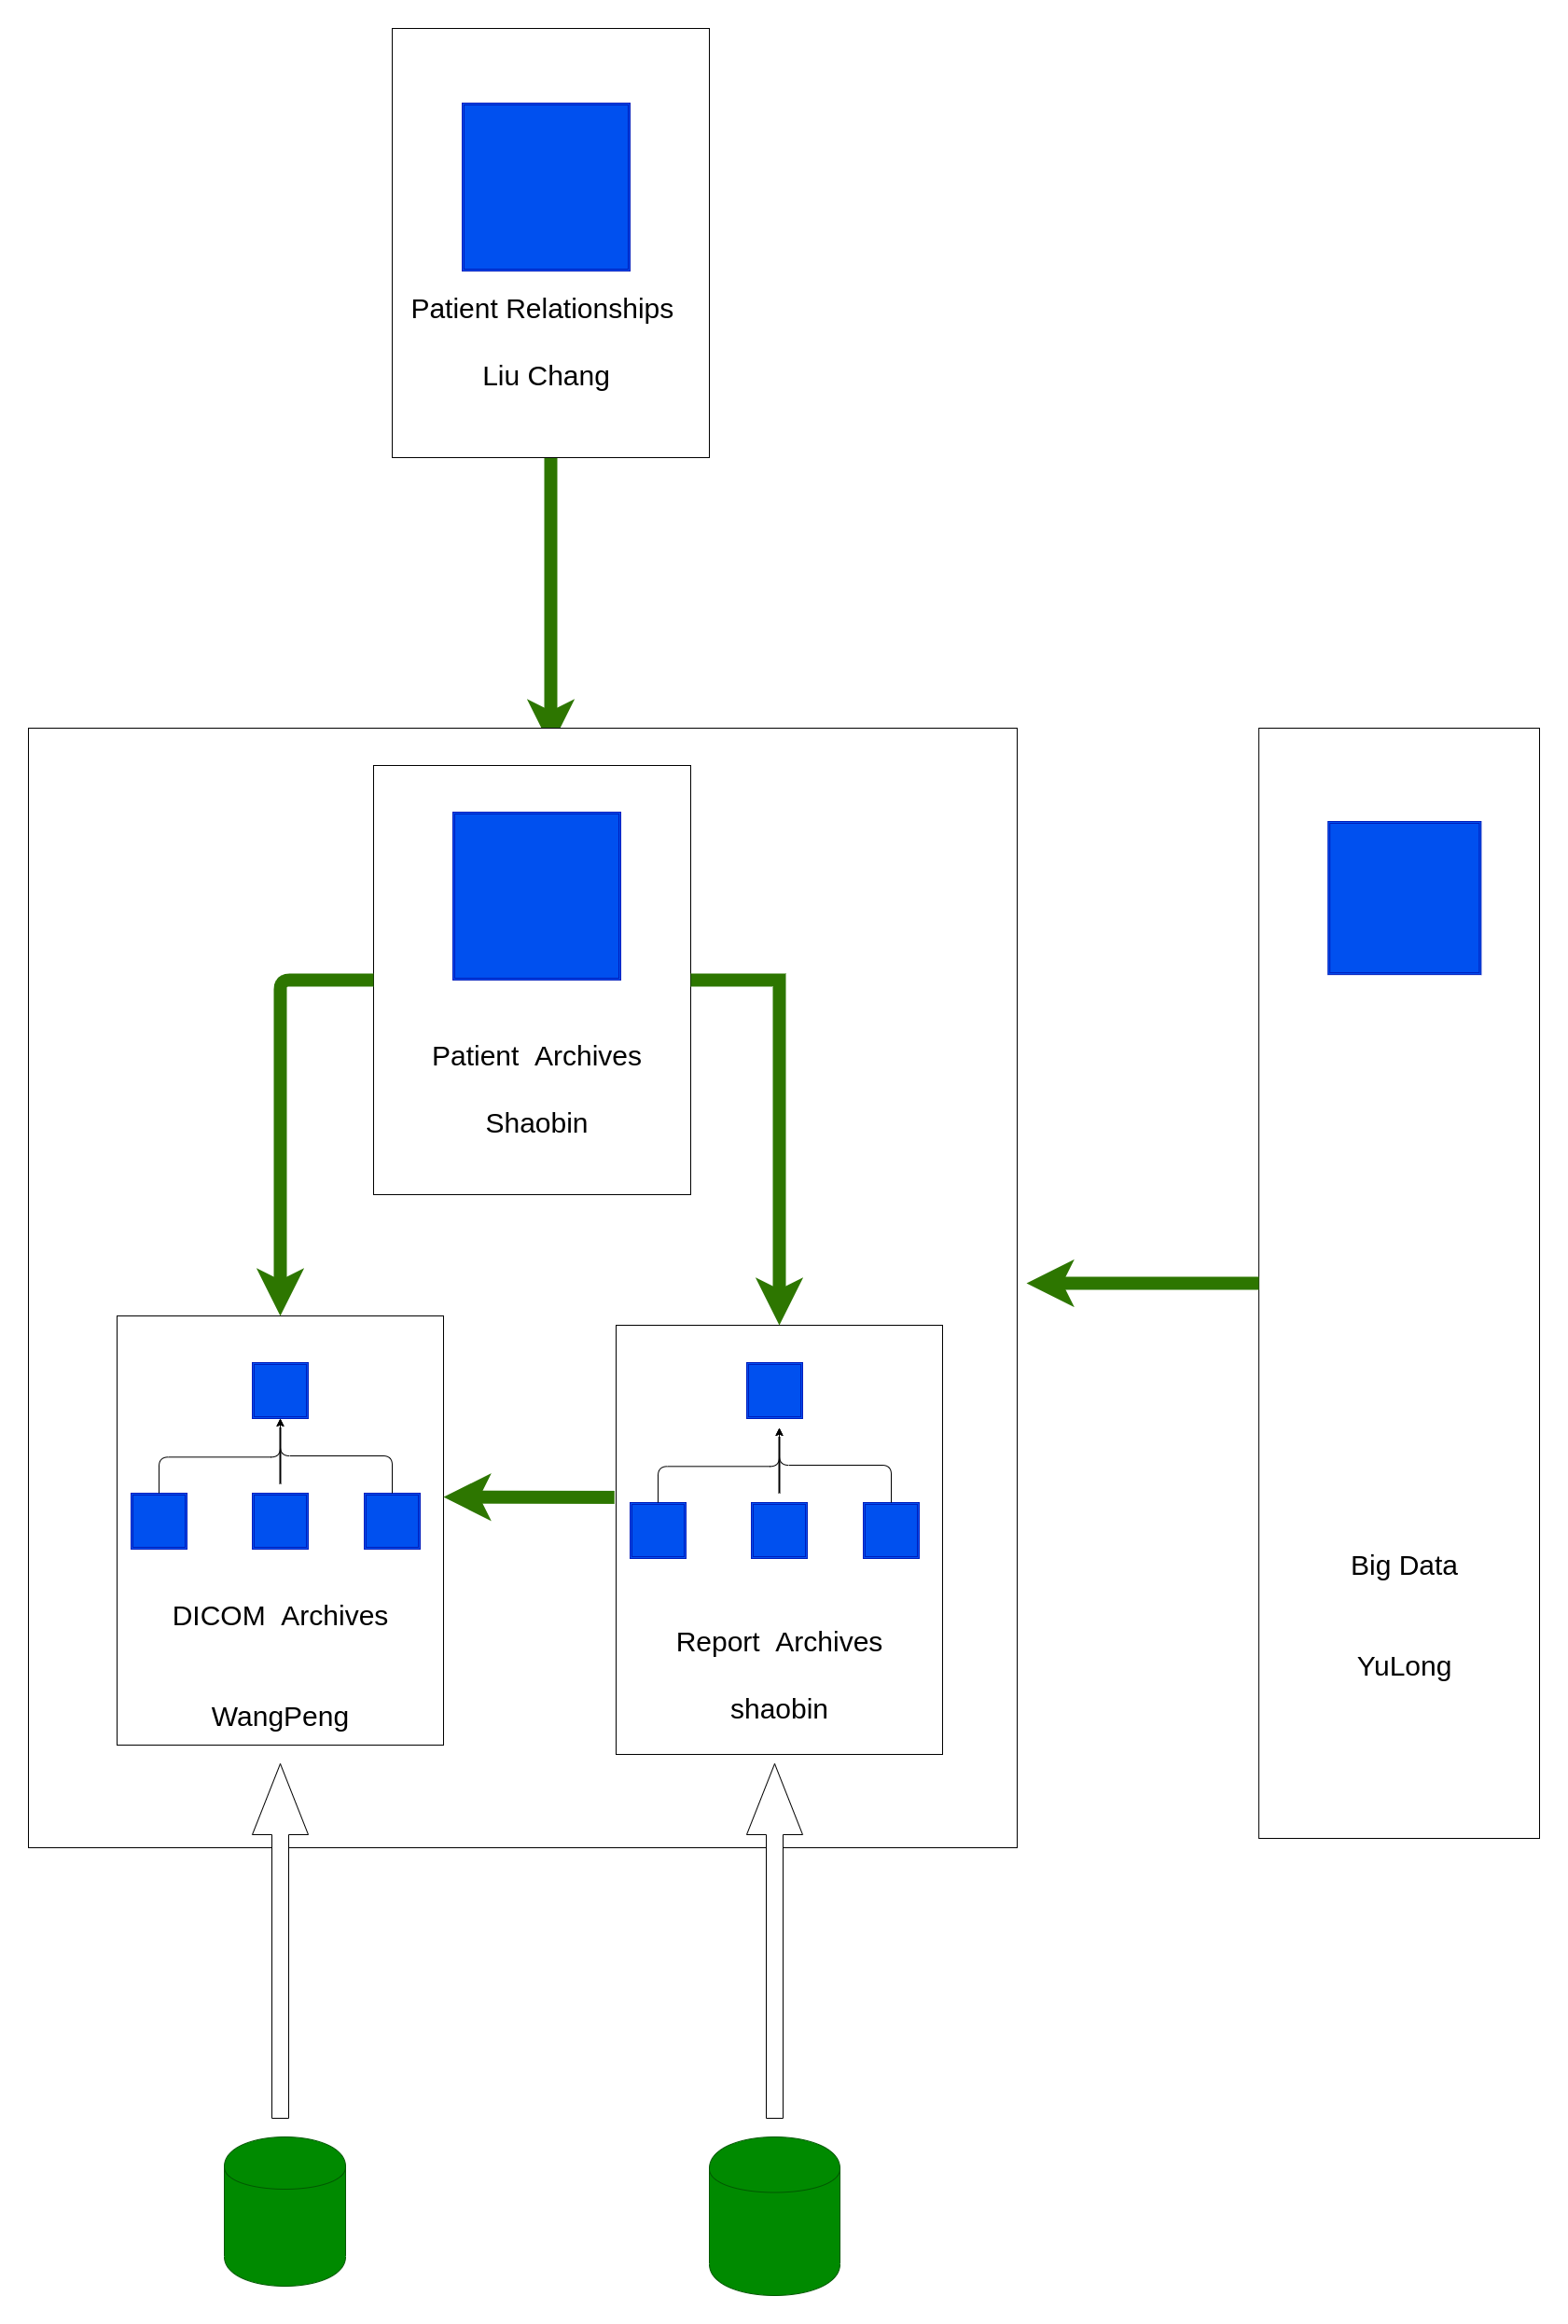 Patient Relationships
Liu Chang
Patient  Archives
Shaobin
DICOM  Archives
WangPeng
Report  Archives
shaobin
Big Data
YuLong